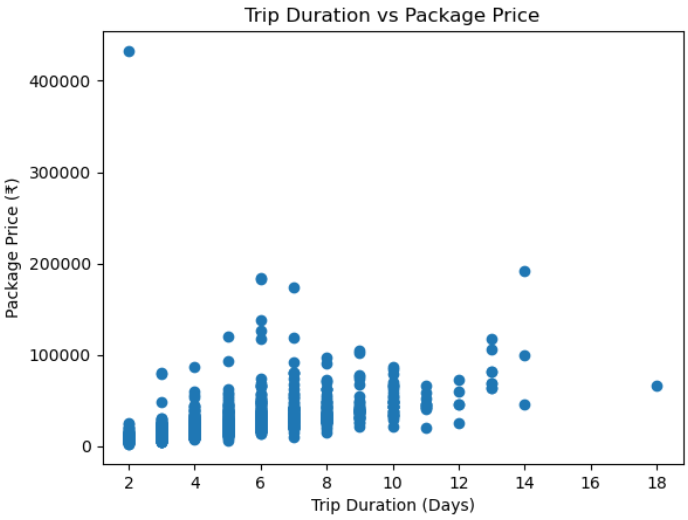 Trip Duration vs Package Price
Package Price (₹)
400000
300000
200000
100000
0
2 4 6 8 10 12 14 16 18
Trip Duration (Days)